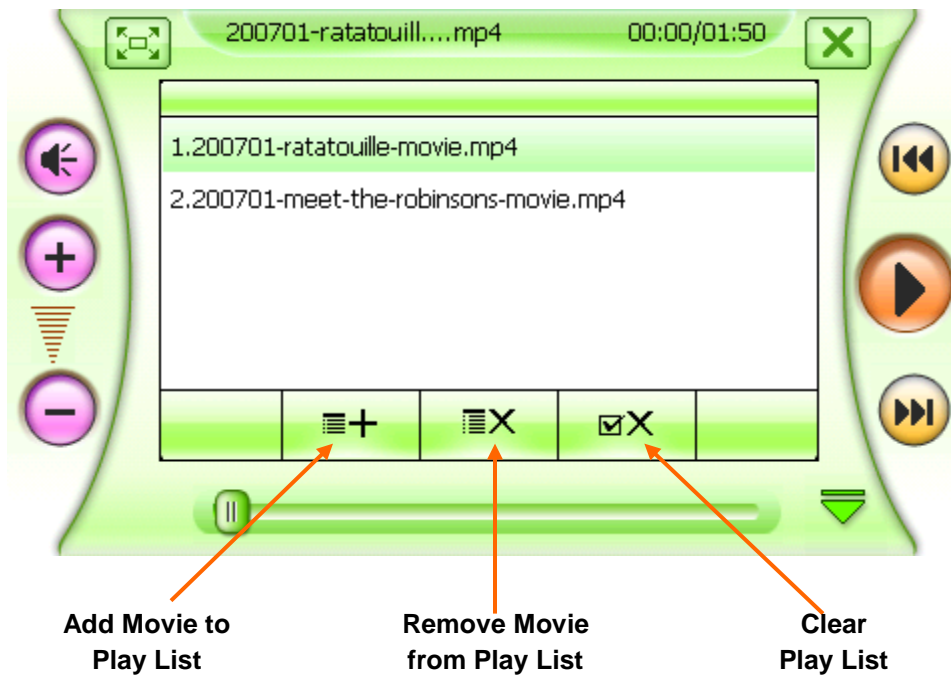 200701-ratatouill....mp4 00:00/01:50
1.200701-ratatouille-movie.mp4
2.200701-meet-the-robinsons-movie.mp4
Add Movie to
Play List
Remove Movie
from Play List
Clear
Play List